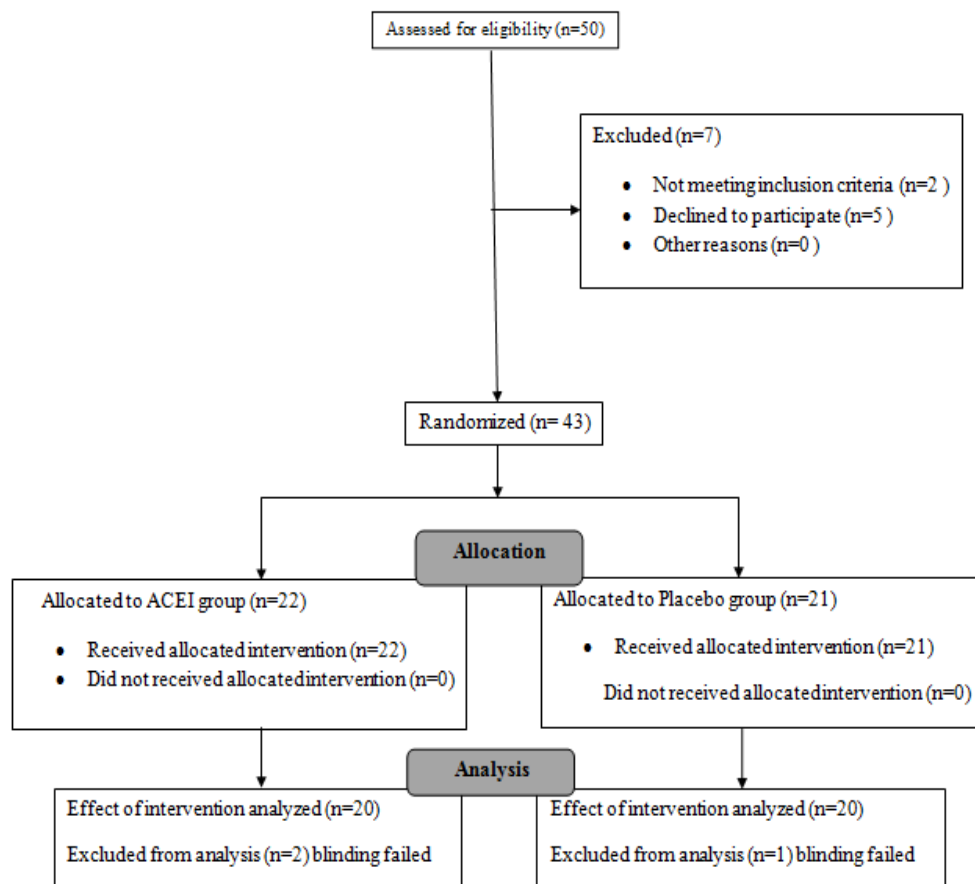 Assessed for eligibility (n=50)
Excluded (n=7)
• Not meeting inclusion criteria (n=2 )
• Declined to participate (n=5 )
• Other reasons (n=0 )
Randomized (n= 43)
Allocation
Allocated to ACEI group (n=22)
• Received allocated intervention (n=22)
• Did not received allocated intervention (n=0)
Allocated to Placebo group (n=21)
• Received allocated intervention (n=21)
Did not received allocated intervention (n=0)
Analysis
Effect of intervention analyzed (n=20)
Excluded from analysis (n=2) blinding failed
Effect of intervention analyzed (n=20)
Excluded from analysis (n=1) blinding failed